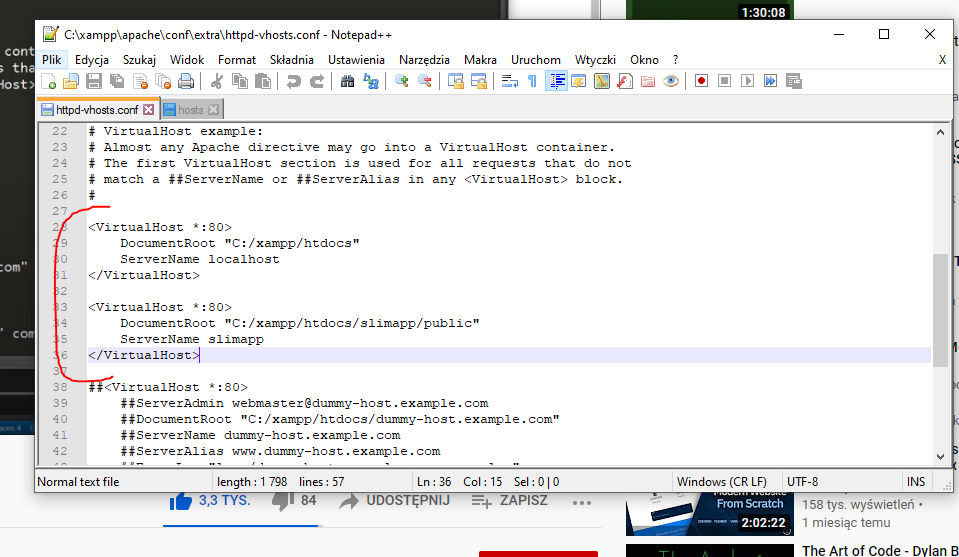 1:30:08
C:\xampp\apache\conf\extra\httpd-vhosts.conf - Notepad++
Plik Edycja Szukaj Widok Format Składnia Ustawienia Narzędzia Makra Uruchom Wtyczki Okno ? X
httpd-vhosts.conf hosts
22 # VirtualHost example:
23 # Almost any Apache directive may go into a VirtualHost container.
24 # The first VirtualHost section is used for all requests that do not
25 # match a ##ServerName or ##ServerAlias in any <VirtualHost> block.
26 #
27
28 <VirtualHost *:80>
29 DocumentRoot "C:/xampp/htdocs"
30 ServerName localhost
31 </VirtualHost>
32
33 <VirtualHost *:80>
34 DocumentRoot "C:/xampp/htdocs/slimapp/public"
35 ServerName slimapp
36 </VirtualHost>
37
38 ##<VirtualHost *:80>
39 ##ServerAdmin webmaster@dummy-host.example.com
40 ##DocumentRoot "C:/xampp/htdocs/dummy-host.example.com"
41 ##ServerName dummy-host.example.com
42 ##ServerAlias www.dummy-host.example.com
Normal text file length : 1 798 lines : 57 Ln : 36 Col : 15 Sel : 0 | 0 Windows (CR LF) UTF-8 INS
cont
s tha
Host>
com"
" com
3,3 TYS. 84 UDOSTĘPNIJ ZAPISZ
From Scratch
2:02:22
158 tys. wyświetleń •
1 miesiąc temu
The Art of Code - Dylan B